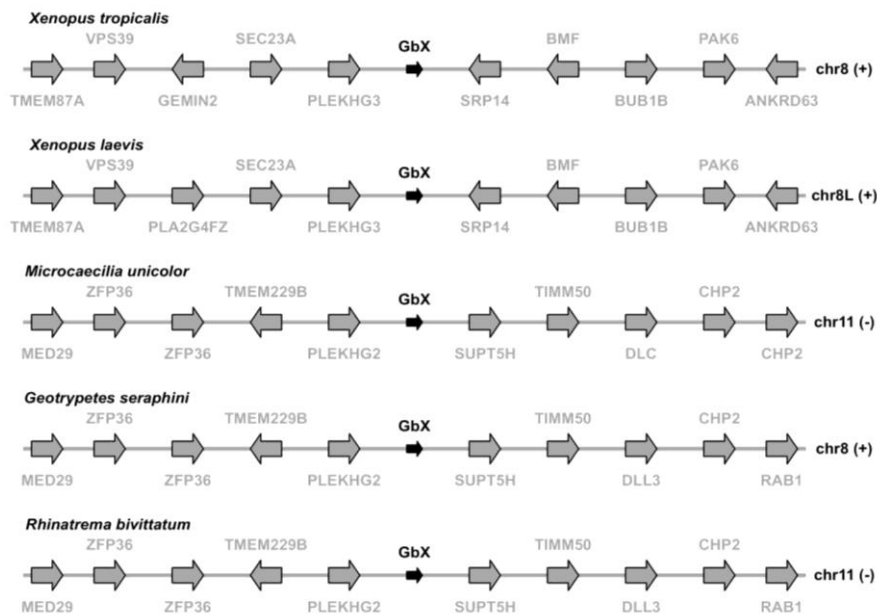 Xenopus tropicalis
VPS39 SEC23A GbX BMF PAK6
chr8 (+)
TMEM87A GEMIN2 PLEKHG3 SRP14 BUB1B ANKRD63
Xenopus laevis
VPS39 SEC23A GbX BMF PAK6
chr8L (+)
TMEM87A PLA2G4FZ PLEKHG3 SRP14 BUB1B ANKRD63
Microcaecilia unicolor
ZFP36 TMEM229B GbX TIMM50 CHP2
chr11 (-)
MED29 ZFP36 PLEKHG2 SUPT5H DLC CHP2
Geotrypetes seraphini
ZFP36 TMEM229B GbX TIMM50 CHP2
chr8 (+)
MED29 ZFP36 PLEKHG2 SUPT5H DLL3 RAB1
Rhinatrema bivittatum
ZFP36 TMEM229B GbX TIMM50 CHP2
chr11 (-)
MED29 ZFP36 PLEKHG2 SUPT5H DLL3 RAB1